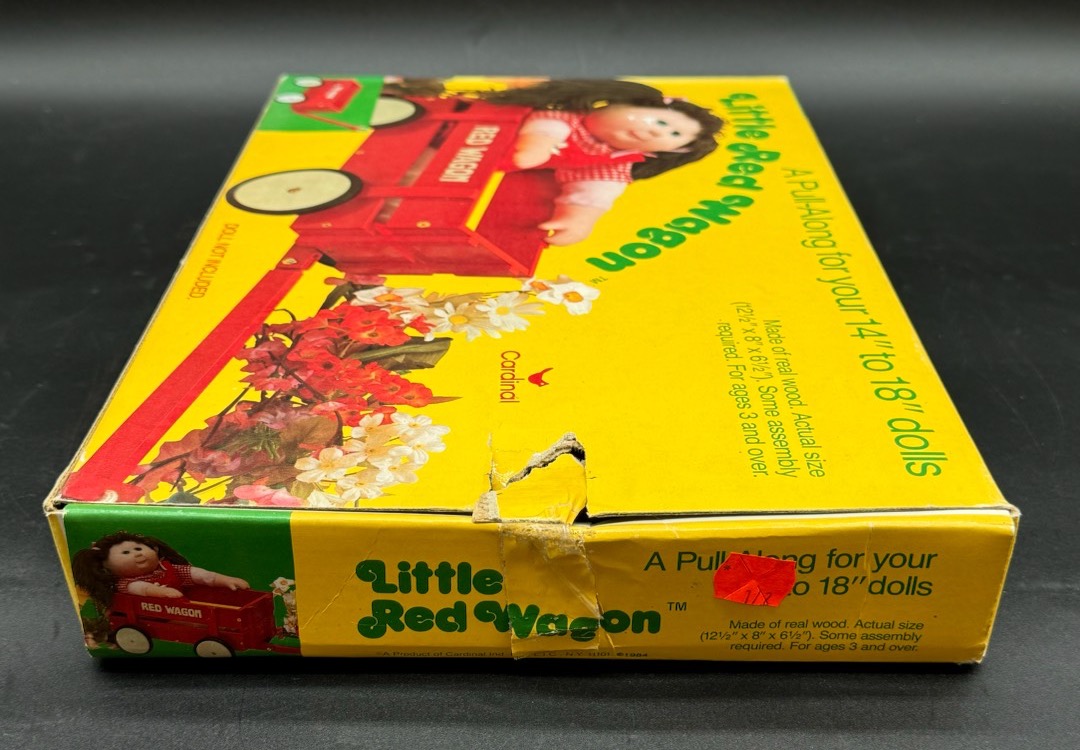 Little Red Wagon™
A Pull-Along for your 14" to 18" dolls
Made of real wood. Actual size
(12½" x 8" x 6½"). Some assembly
required. For ages 3 and over.
RED WAGON
DOLL NOT INCLUDED.
Cardinal
RED WAGON
Little
Red Wagon™
A Pull-Along for your
to 18" dolls
Made of real wood. Actual size
(12½" x 8" x 6½"). Some assembly
required. For ages 3 and over.
A Product of Cardinal Ind. L.I.C. N.Y. 11101 ©1984